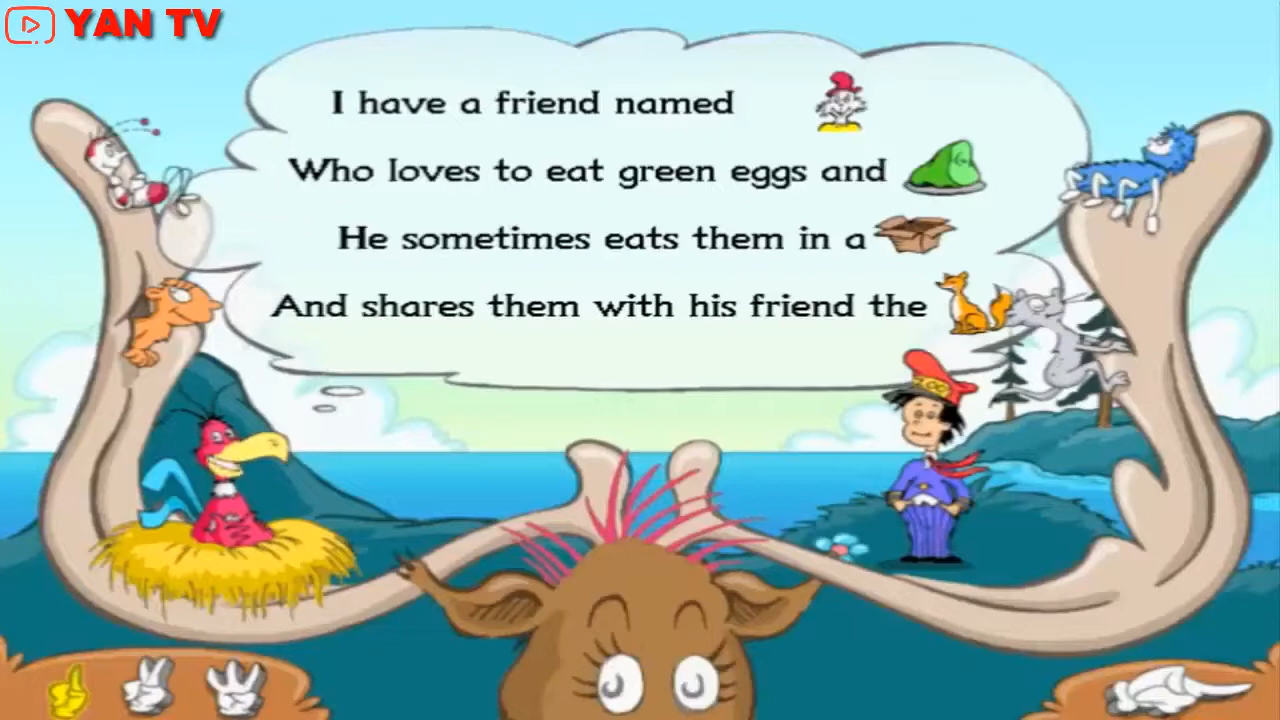 YAN TV
I have a friend named
Who loves to eat green eggs and
He sometimes eats them in a
And shares them with his friend the
ZOO